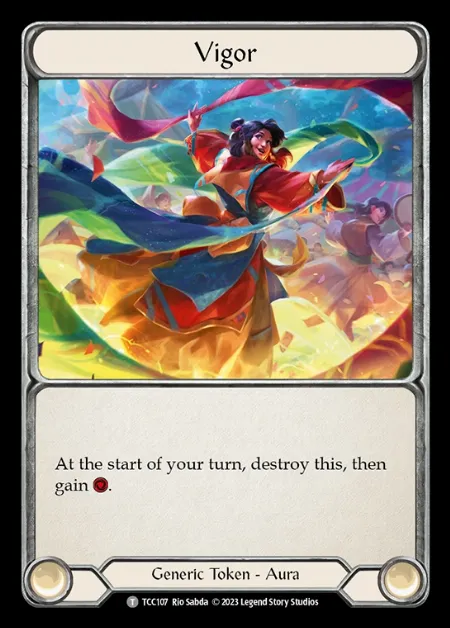 Vigor
At the start of your turn, destroy this, then
gain .
Generic Token - Aura
T TCC107 Rio Sabda © 2023 Legend Story Studios